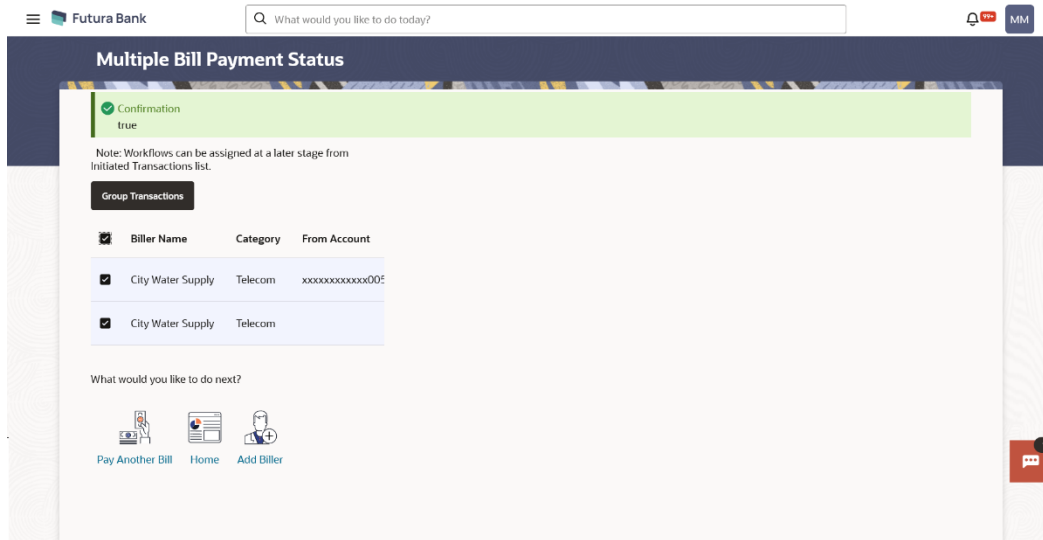 Futura Bank
What would you like to do today?
99+
MM
Multiple Bill Payment Status
Confirmation
true
Note: Workflows can be assigned at a later stage from
Initiated Transactions list.
Group Transactions
Biller Name Category From Account
City Water Supply Telecom xxxxxxxxxxxx005
City Water Supply Telecom
What would you like to do next?
Pay Another Bill Home Add Biller